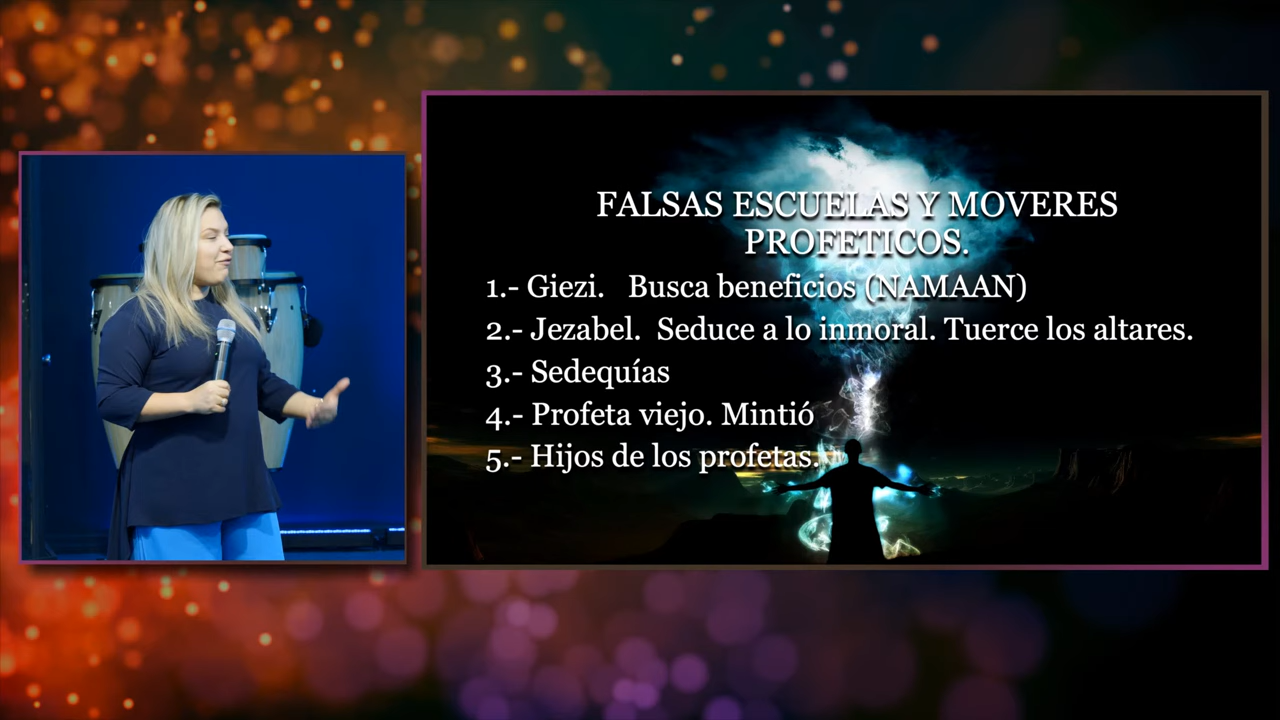 FALSAS ESCUELAS Y MOVERES
PROFETICOS.
1.- Giezi. Busca beneficios (NAMAAN)
2.- Jezabel. Seduce a lo inmoral. Tuerce los altares.
3.- Sedequías
4.- Profeta viejo. Mintió
5.- Hijos de los profetas.